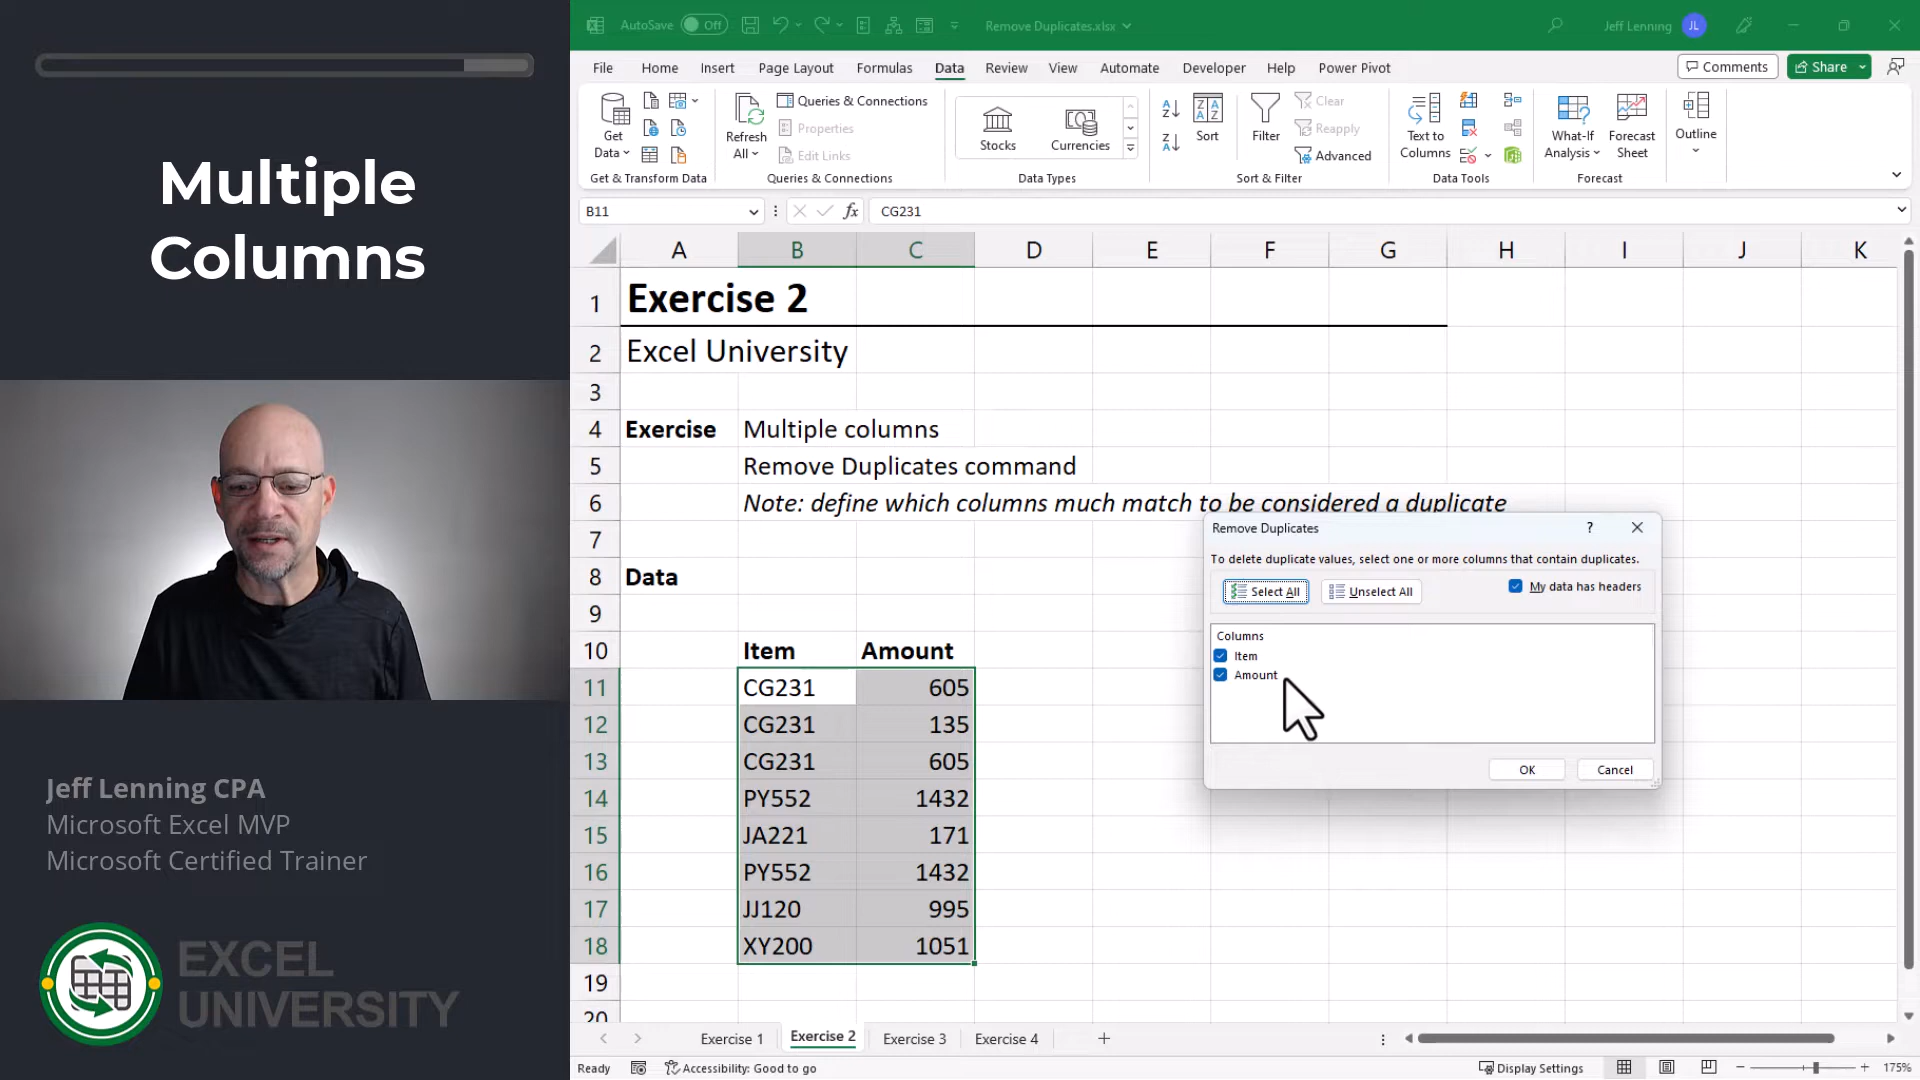 Multiple
Columns
Jeff Lenning CPA
Microsoft Excel MVP
Microsoft Certified Trainer
EXCEL
UNIVERSITY
AutoSave Off
Remove Duplicates.xlsx
Jeff Lenning JL
File Home Insert Page Layout Formulas Data Review View Automate Developer Help Power Pivot
Comments Share
Get
Data
Get & Transform Data
Refresh
All
Queries & Connections
Properties
Edit Links
Queries & Connections
Stocks
Currencies
Data Types
Sort
Filter
Clear
Reapply
Advanced
Sort & Filter
Text to
Columns
Data Tools
What-If
Analysis
Forecast
Sheet
Forecast
Outline
B11 fx CG231
A B C D E F G H I J K
1 Exercise 2
2 Excel University
3
4 Exercise Multiple columns
5 Remove Duplicates command
6 Note: define which columns much match to be considered a duplicate
7
8 Data
9
10 Item Amount
11 CG231 605
12 CG231 135
13 CG231 605
14 PY552 1432
15 JA221 171
16 PY552 1432
17 JJ120 995
18 XY200 1051
19
20
Remove Duplicates ?
To delete duplicate values, select one or more columns that contain duplicates.
Select All Unselect All My data has headers
Columns
Item
Amount
OK Cancel
Exercise 1 Exercise 2 Exercise 3 Exercise 4
Ready Accessibility: Good to go Display Settings 175%